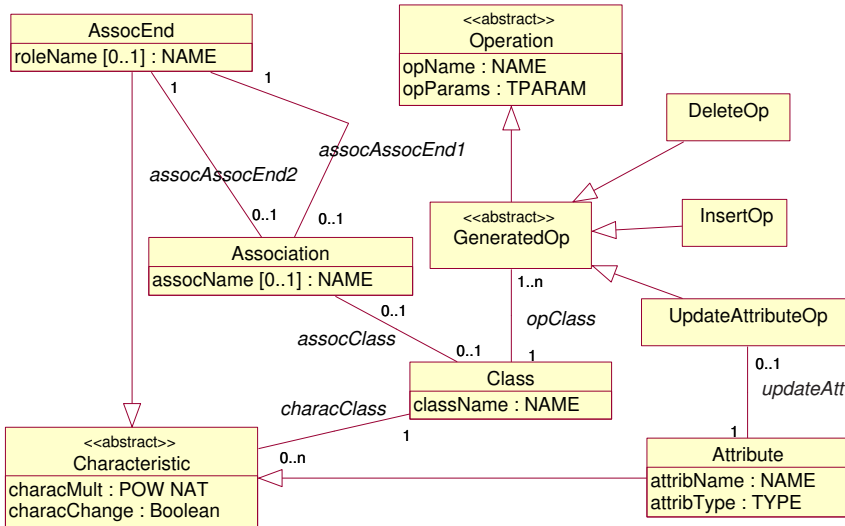 AssocEnd
roleName [0..1] : NAME
1
1
assocAssocEnd1
assocAssocEnd2
0..1
0..1
Association
assocName [0..1] : NAME
0..1
assocClass
0..1
<<abstract>>
Operation
opName : NAME
opParams : TPARAM
DeleteOp
<<abstract>>
GeneratedOp
InsertOp
1..n
opClass
1
UpdateAttributeOp
0..1
updateAtt
1
Class
className : NAME
characClass
1
0..n
<<abstract>>
Characteristic
characMult : POW NAT
characChange : Boolean
Attribute
attribName : NAME
attribType : TYPE